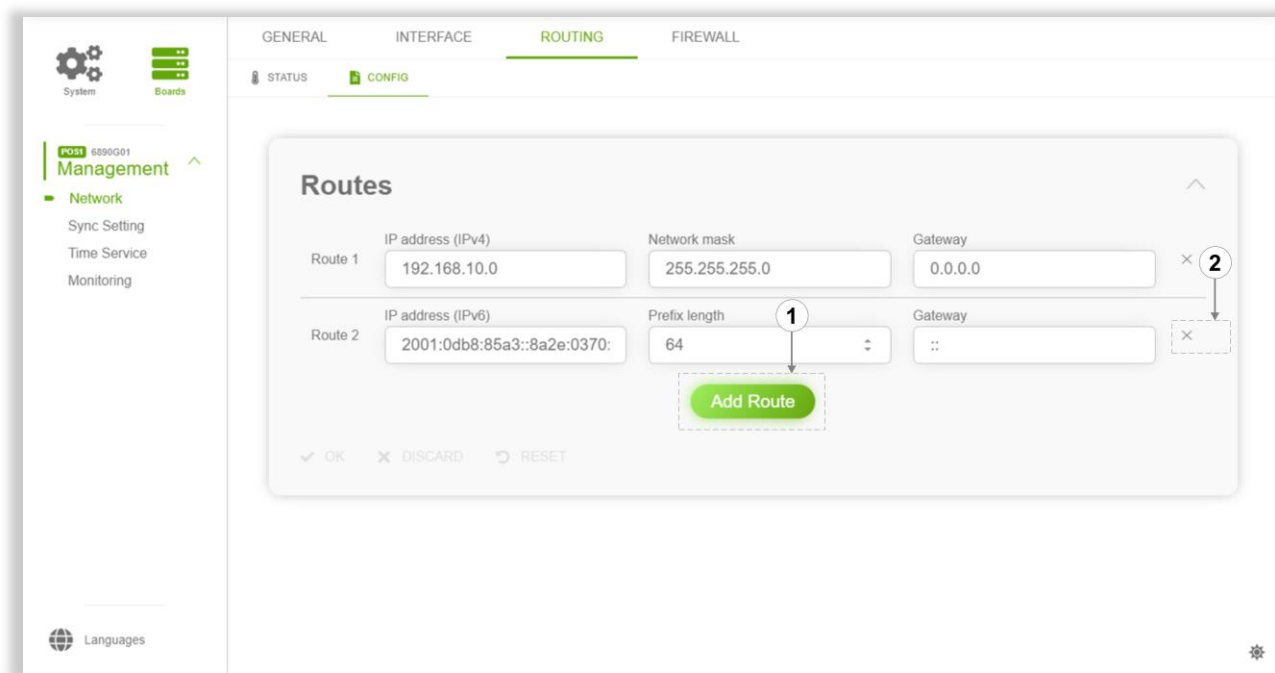 GENERAL INTERFACE ROUTING FIREWALL
STATUS CONFIG
System Boards
POS1 6890G01
Management
Network
Sync Setting
Time Service
Monitoring
Routes
IP address (IPv4) Network mask Gateway
Route 1 192.168.10.0 255.255.255.0 0.0.0.0 2
IP address (IPv6) Prefix length 1 Gateway
Route 2 2001:0db8:85a3::8a2e:0370: 64 ::
Add Route
OK DISCARD RESET
Languages